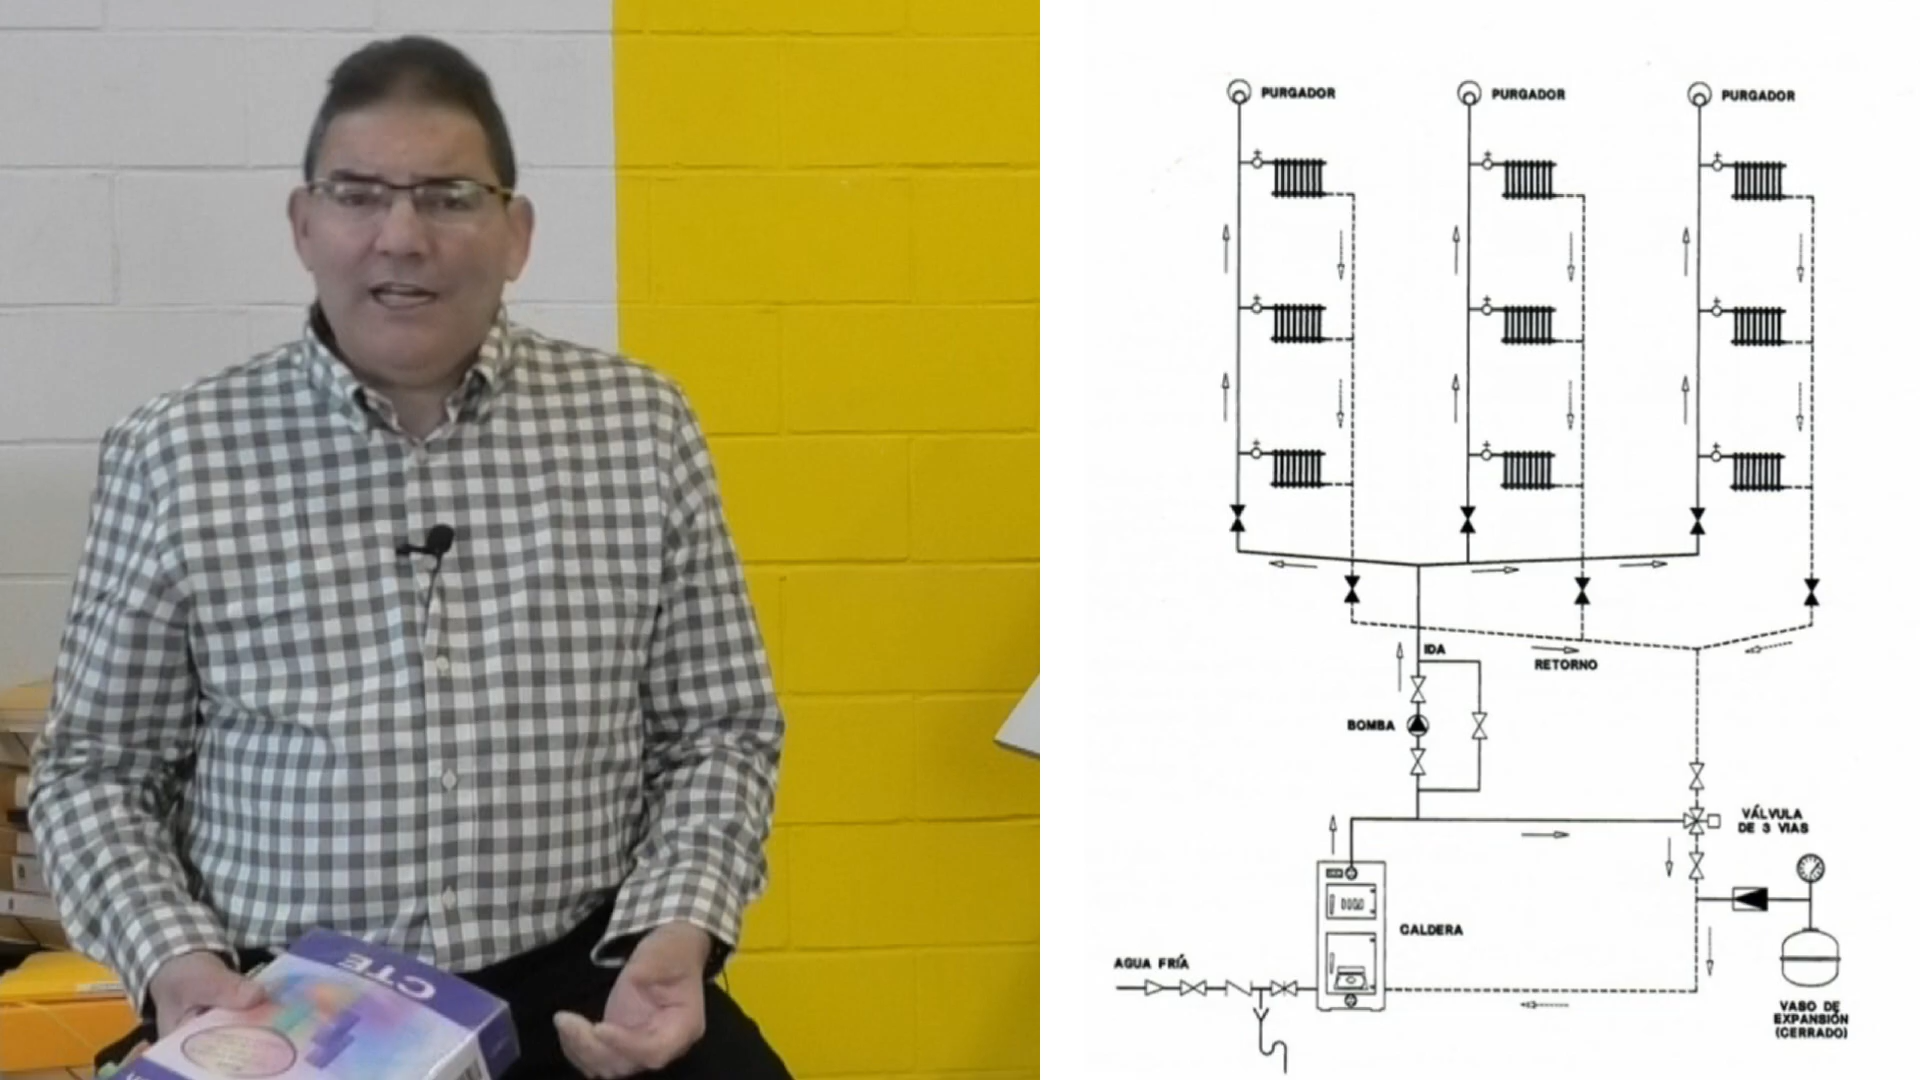 PURGADOR
PURGADOR
PURGADOR
IDA
RETORNO
BOMBA
VÁLVULA
DE 3 VIAS
CALDERA
AGUA FRÍA
VASO DE
EXPANSIÓN
(CERRADO)
CTE